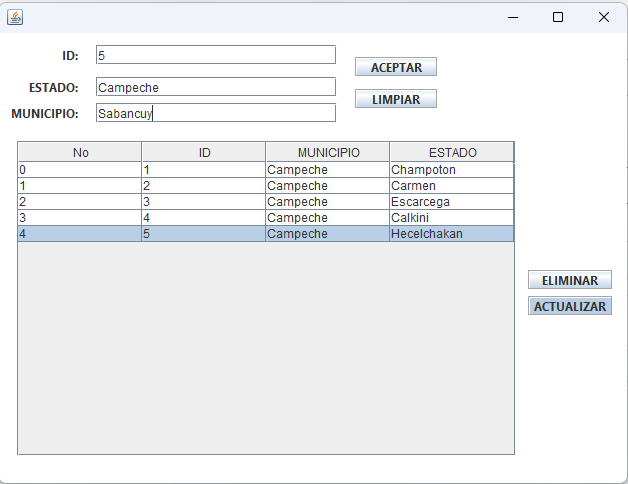 ID: 5
ACEPTAR
ESTADO: Campeche
LIMPIAR
MUNICIPIO: Sabancuy
No ID MUNICIPIO ESTADO
0 1 Campeche Champoton
1 2 Campeche Carmen
2 3 Campeche Escarcega
3 4 Campeche Calkini
4 5 Campeche Hecelchakan
ELIMINAR
ACTUALIZAR